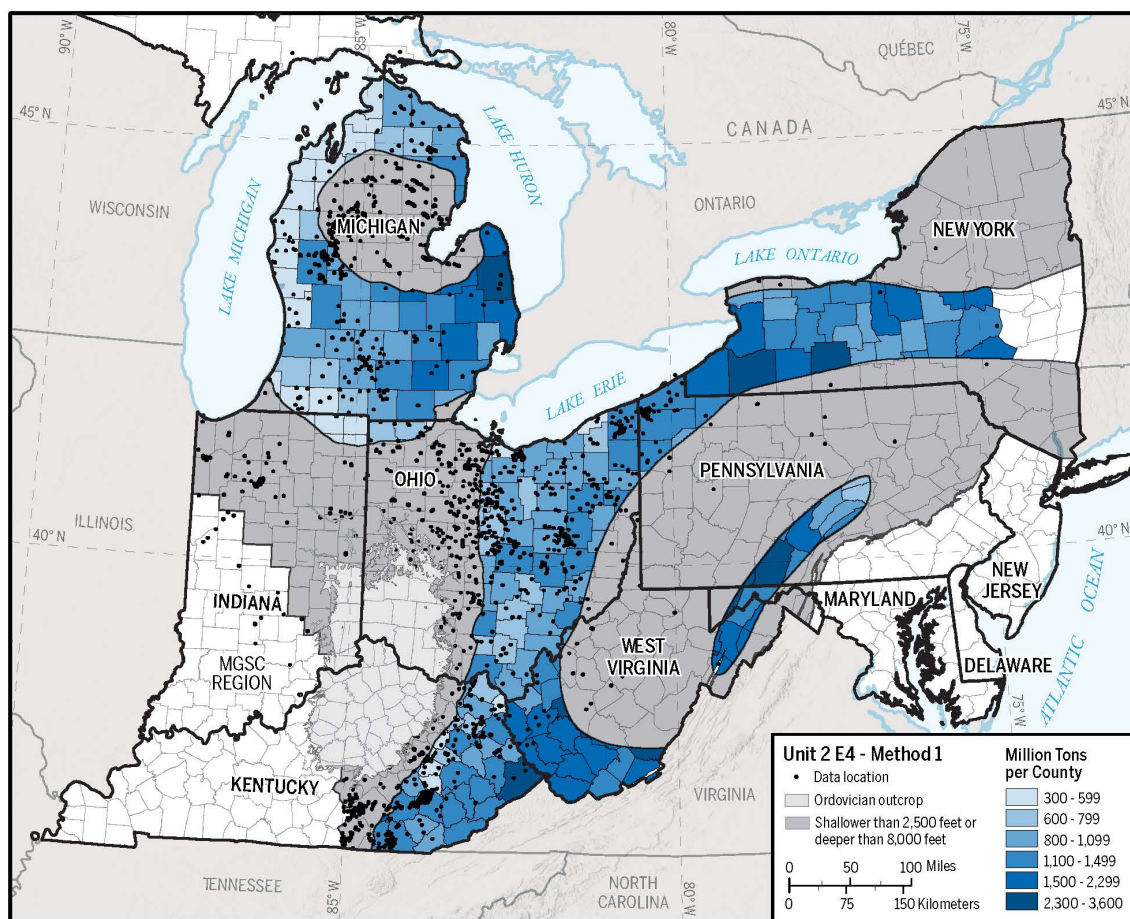 90° W
85° W
80° W
75° W
QUÉBEC
45° N
45° N
CANADA
LAKE HURON
ONTARIO
WISCONSIN
LAKE MICHIGAN
MICHIGAN
NEW YORK
LAKE ONTARIO
LAKE ERIE
PENNSYLVANIA
OHIO
ILLINOIS
40° N
40° N
INDIANA
NEW
JERSEY
MARYLAND
WEST
VIRGINIA
DELAWARE
MGSC
REGION
ATLANTIC OCEAN
75° W
KENTUCKY
VIRGINIA
TENNESSEE
85° W
NORTH
CAROLINA
80° W
Unit 2 E4 - Method 1
Data location
Ordovician outcrop
Shallower than 2,500 feet or
deeper than 8,000 feet
0 50 100 Miles
0 75 150 Kilometers
Million Tons
per County
300 - 599
600 - 799
800 - 1,099
1,100 - 1,499
1,500 - 2,299
2,300 - 3,600